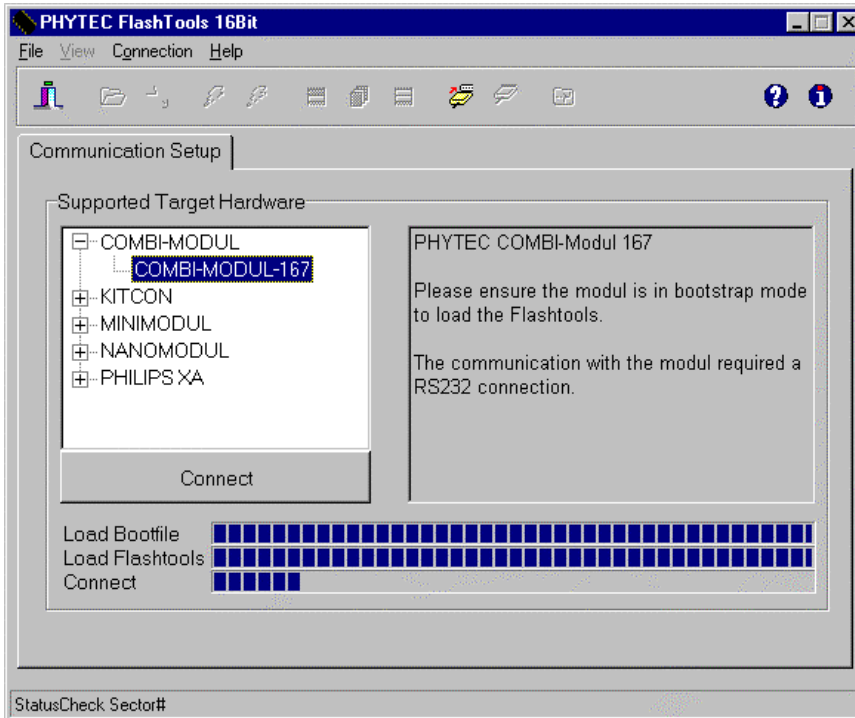 PHYTEC FlashTools 16Bit
File View Connection Help
Communication Setup
Supported Target Hardware
COMBI-MODUL
COMBI-MODUL-167
KITCON
MINIMODUL
NANOMODUL
PHILIPS XA
Connect
PHYTEC COMBI-Modul 167
Please ensure the modul is in bootstrap mode
to load the Flashtools.
The communication with the modul required a
RS232 connection.
Load Bootfile
Load Flashtools
Connect
StatusCheck Sector#